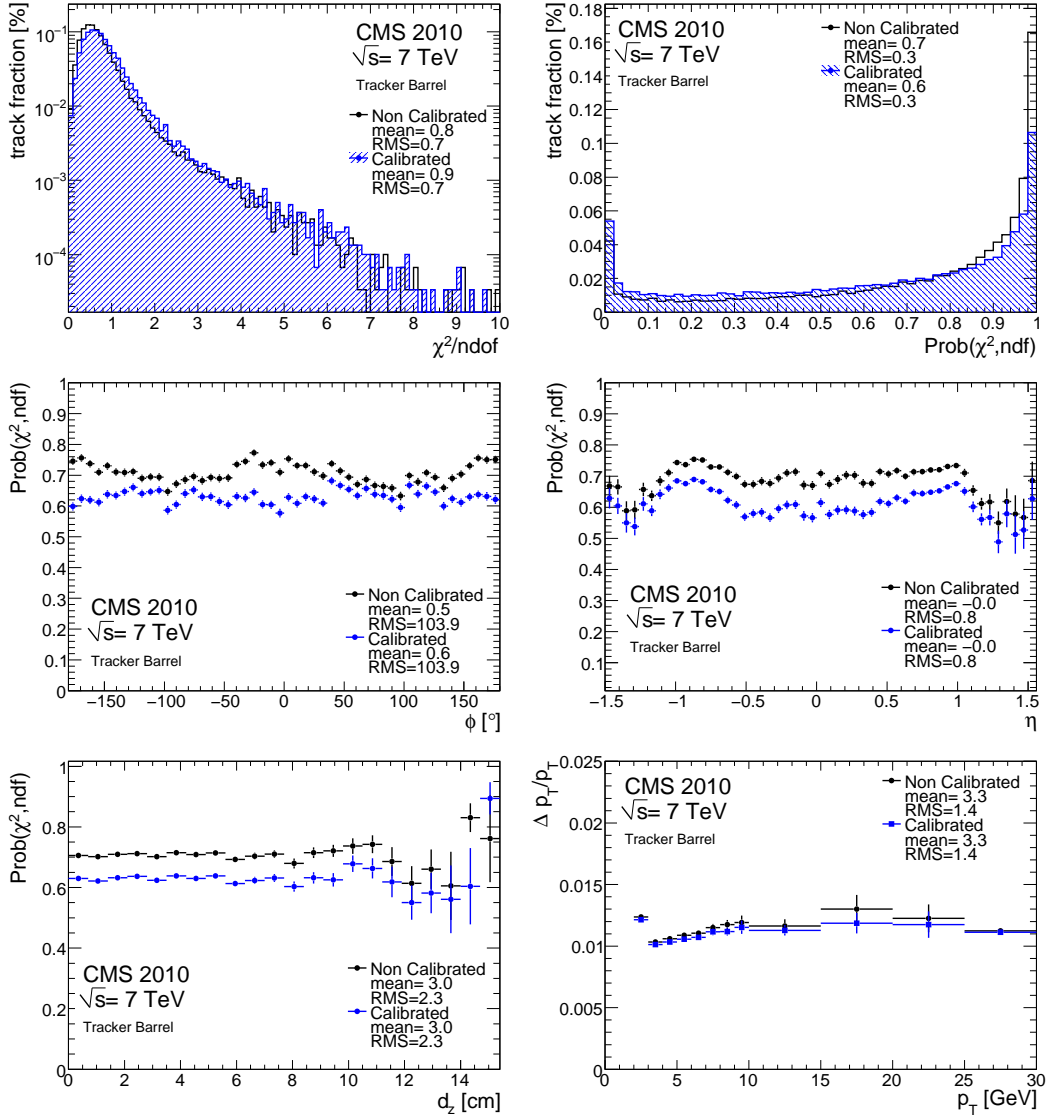 track fraction [%]
10⁻¹
10⁻²
10⁻³
10⁻⁴
CMS 2010
√s= 7 TeV
Tracker Barrel
Non Calibrated
mean= 0.8
RMS=0.7
Calibrated
mean= 0.9
RMS=0.7
0 1 2 3 4 5 6 7 8 9 10
χ²/ndof
track fraction [%]
0.18
0.16
0.14
0.12
0.10
0.08
0.06
0.04
0.02
0
CMS 2010
√s= 7 TeV
Tracker Barrel
Non Calibrated
mean= 0.7
RMS=0.3
Calibrated
mean= 0.6
RMS=0.3
0 0.1 0.2 0.3 0.4 0.5 0.6 0.7 0.8 0.9 1
Prob(χ²,ndf)
Prob(χ²,ndf)
1
0.9
0.8
0.7
0.6
0.5
0.4
0.3
0.2
0.1
0
CMS 2010
√s= 7 TeV
Tracker Barrel
Non Calibrated
mean= 0.5
RMS=103.9
Calibrated
mean= 0.6
RMS=103.9
−150 −100 −50 0 50 100 150
ϕ [°]
Prob(χ²,ndf)
1
0.9
0.8
0.7
0.6
0.5
0.4
0.3
0.2
0.1
0
CMS 2010
√s= 7 TeV
Tracker Barrel
Non Calibrated
mean= −0.0
RMS=0.8
Calibrated
mean= −0.0
RMS=0.8
−1.5 −1 −0.5 0 0.5 1 1.5
η
Prob(χ²,ndf)
1
0.8
0.6
0.4
0.2
0
CMS 2010
√s= 7 TeV
Tracker Barrel
Non Calibrated
mean= 3.0
RMS=2.3
Calibrated
mean= 3.0
RMS=2.3
0 2 4 6 8 10 12 14
d_z [cm]
Δ p_T/p_T
0.025
0.02
0.015
0.01
0.005
0
CMS 2010
√s= 7 TeV
Tracker Barrel
Non Calibrated
mean= 3.3
RMS=1.4
Calibrated
mean= 3.3
RMS=1.4
0 5 10 15 20 25 30
p_T [GeV]